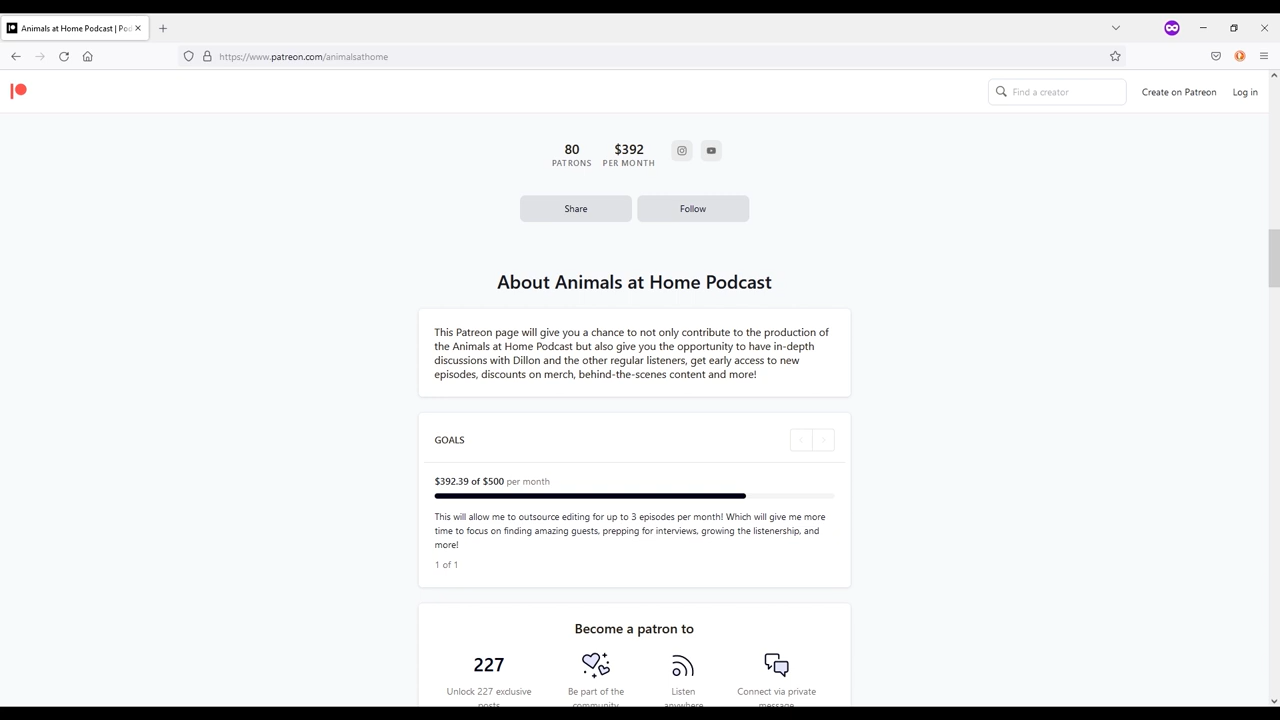 Animals at Home Podcast | Pod
https://www.patreon.com/animalsathome
Find a creator
Create on Patreon
Log in
80
PATRONS
$392
PER MONTH
Share
Follow
About Animals at Home Podcast
This Patreon page will give you a chance to not only contribute to the production of
the Animals at Home Podcast but also give you the opportunity to have in-depth
discussions with Dillon and the other regular listeners, get early access to new
episodes, discounts on merch, behind-the-scenes content and more!
GOALS
$392.39 of $500 per month
This will allow me to outsource editing for up to 3 episodes per month! Which will give me more
time to focus on finding amazing guests, prepping for interviews, growing the listenership, and
more!
1 of 1
Become a patron to
227
Unlock 227 exclusive
posts
Be part of the
community
Listen
anywhere
Connect via private
message